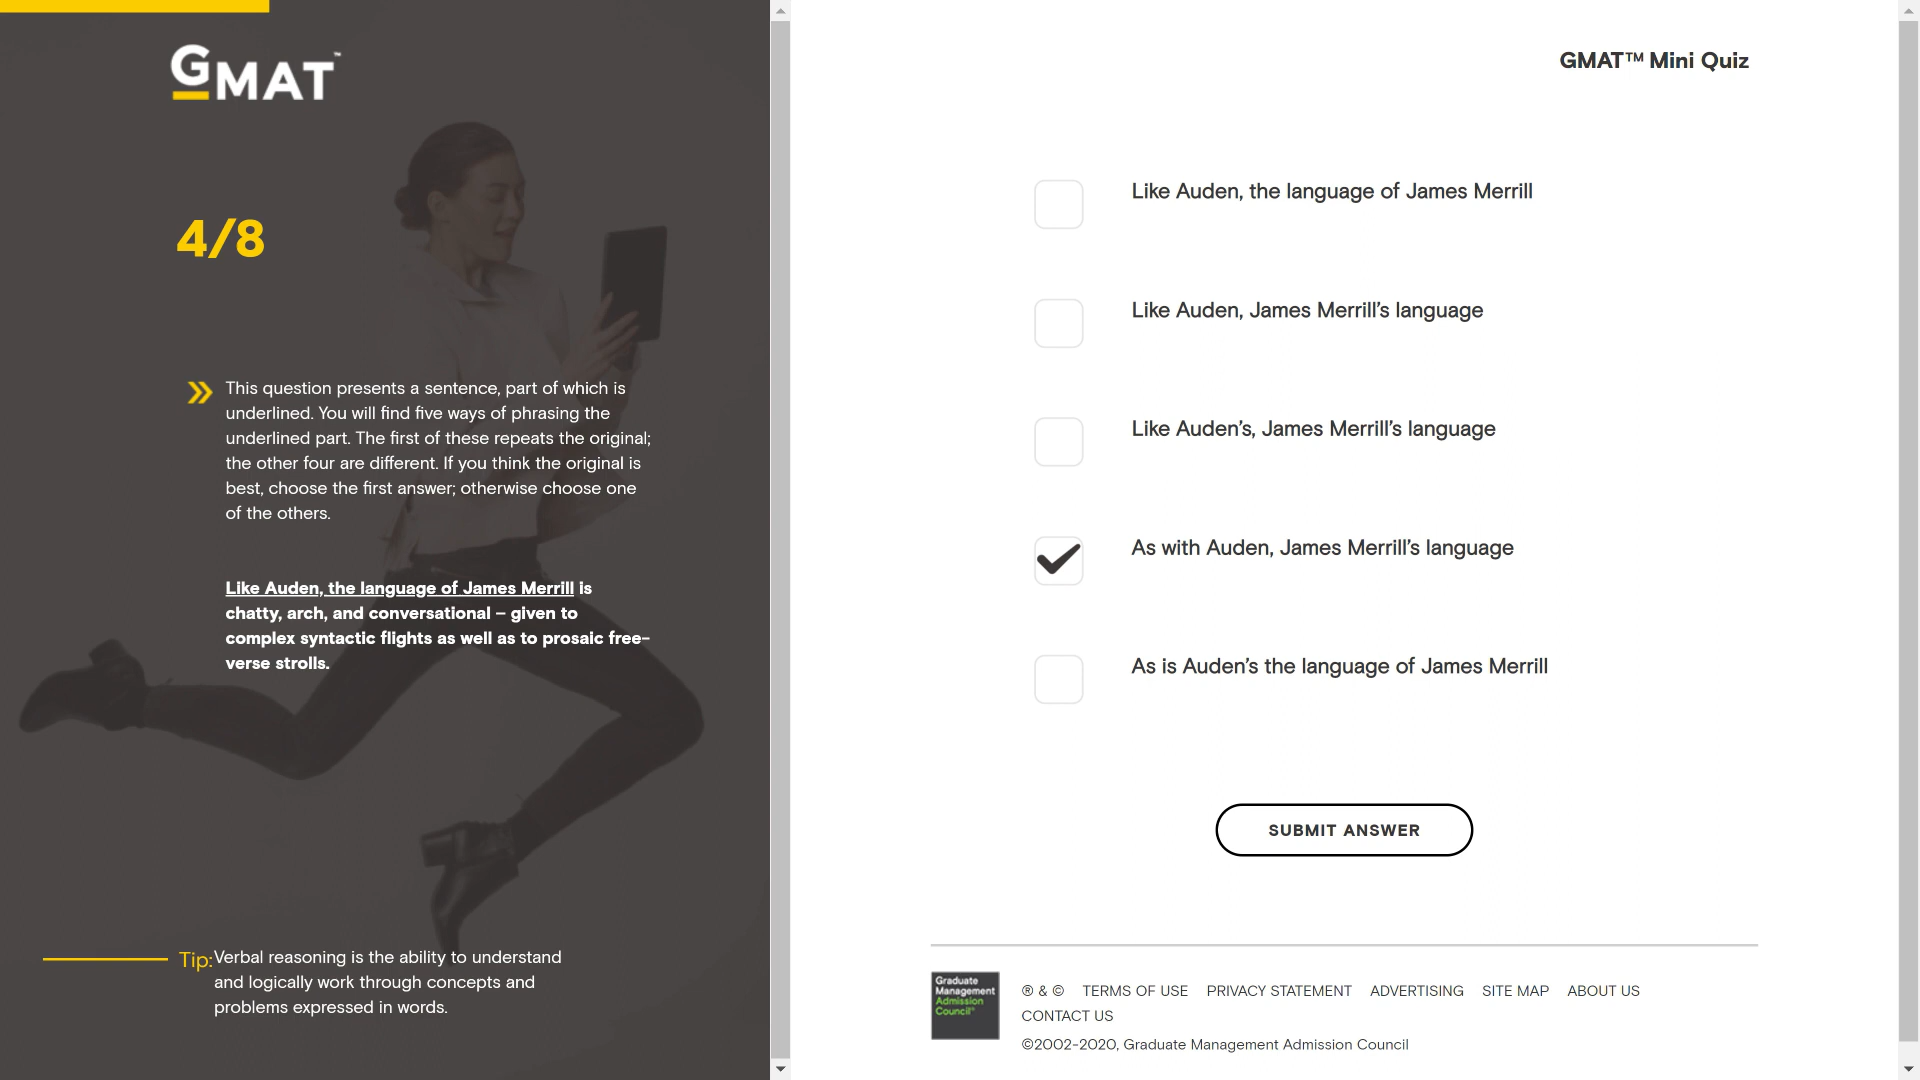 GMAT™
4/8
This question presents a sentence, part of which is
underlined. You will find five ways of phrasing the
underlined part. The first of these repeats the original;
the other four are different. If you think the original is
best, choose the first answer; otherwise choose one
of the others.
Like Auden, the language of James Merrill is
chatty, arch, and conversational – given to
complex syntactic flights as well as to prosaic free–
verse strolls.
Tip:
Verbal reasoning is the ability to understand
and logically work through concepts and
problems expressed in words.
GMAT™ Mini Quiz
Like Auden, the language of James Merrill
Like Auden, James Merrill’s language
Like Auden’s, James Merrill’s language
As with Auden, James Merrill’s language
As is Auden’s the language of James Merrill
SUBMIT ANSWER
Graduate
Management
Admission
Council®
® & © TERMS OF USE PRIVACY STATEMENT ADVERTISING SITE MAP ABOUT US
CONTACT US
©2002-2020, Graduate Management Admission Council